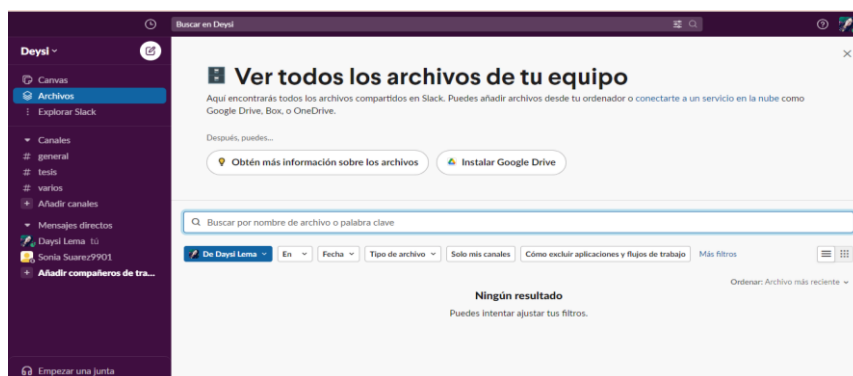 Buscar en Deysi
Deysi
Canvas
Archivos
Explorar Slack
Canales
# general
# tesis
# varios
+ Añadir canales
Mensajes directos
Daysi Lema tú
Sonia Suarez9901
+ Añadir compañeros de tra...
Empezar una junta
Ver todos los archivos de tu equipo
Aquí encontrarás todos los archivos compartidos en Slack. Puedes añadir archivos desde tu ordenador o conectarte a un servicio en la nube como
Google Drive, Box, o OneDrive.
Después, puedes...
Obtén más información sobre los archivos
Instalar Google Drive
Buscar por nombre de archivo o palabra clave
De Daysi Lema
En
Fecha
Tipo de archivo
Solo mis canales
Cómo excluir aplicaciones y flujos de trabajo
Más filtros
Ordenar: Archivo más reciente
Ningún resultado
Puedes intentar ajustar tus filtros.